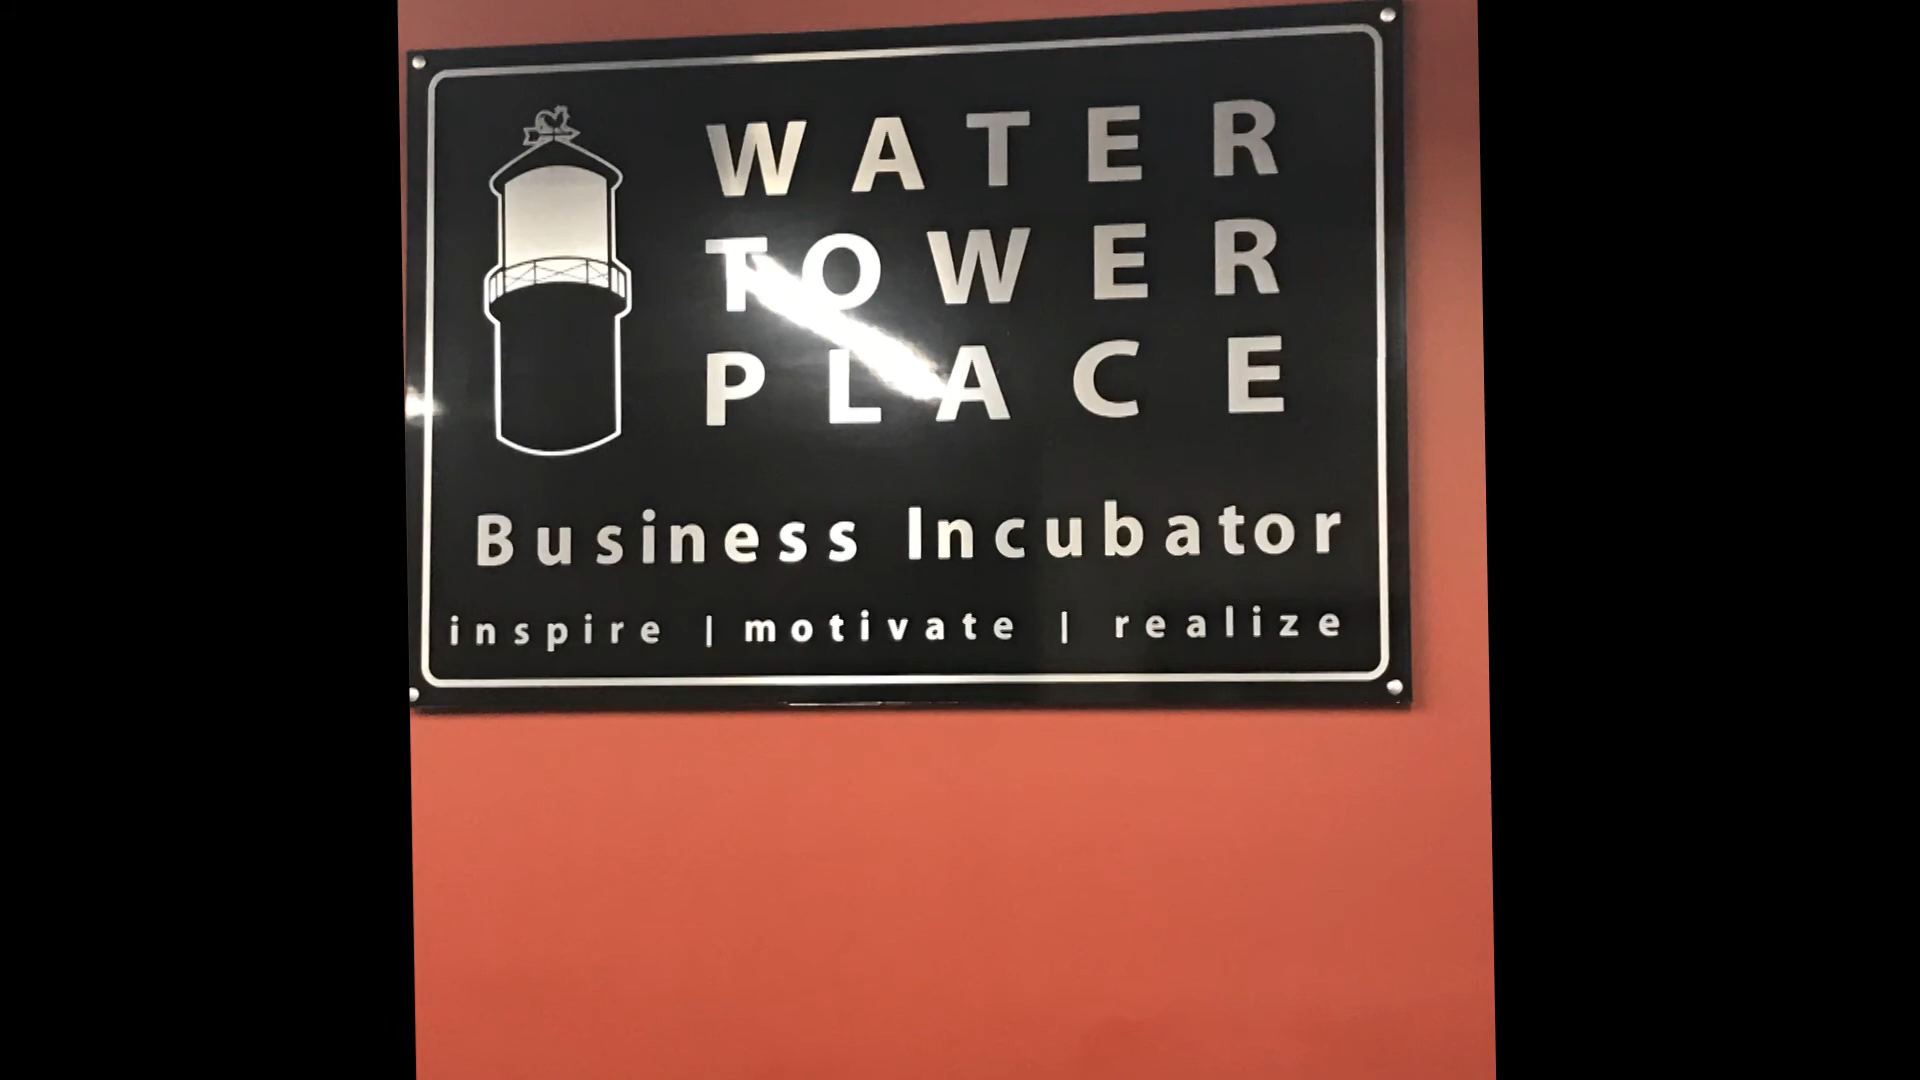 WATER
TOWER
PLACE
Business Incubator
inspire | motivate | realize